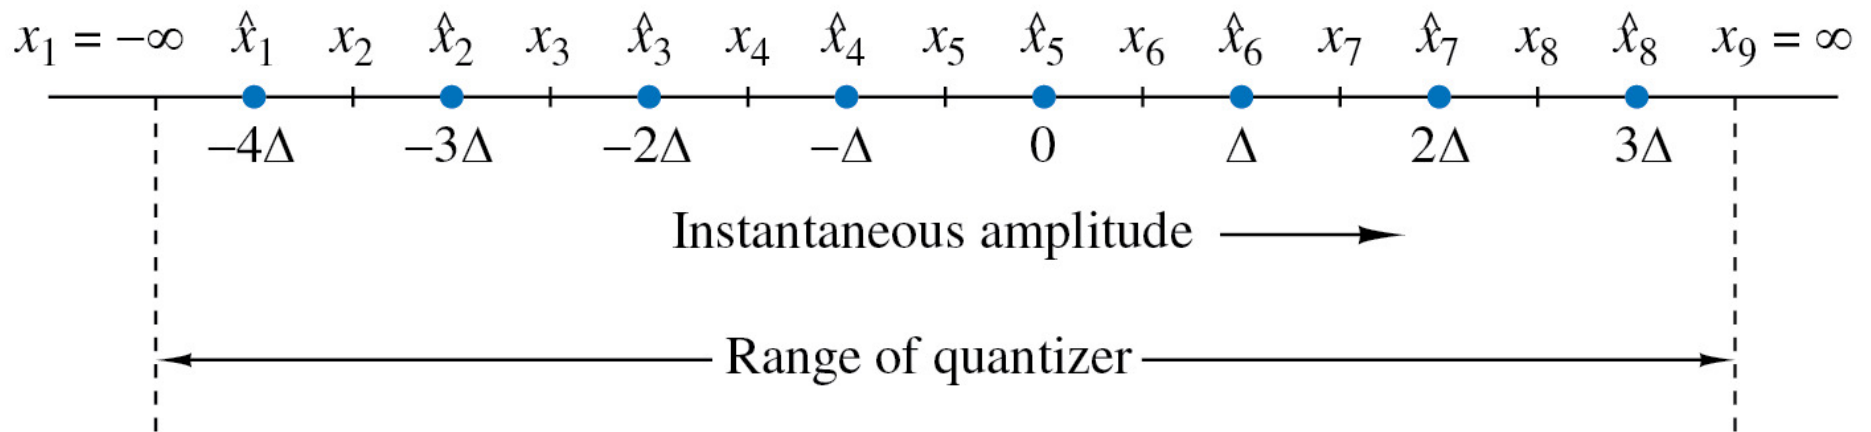 x₁ = −∞ x̂₁ x₂ x̂₂ x₃ x̂₃ x₄ x̂₄ x₅ x̂₅ x₆ x̂₆ x₇ x̂₇ x₈ x̂₈ x₉ = ∞
−4Δ −3Δ −2Δ −Δ 0 Δ 2Δ 3Δ
Instantaneous amplitude
Range of quantizer